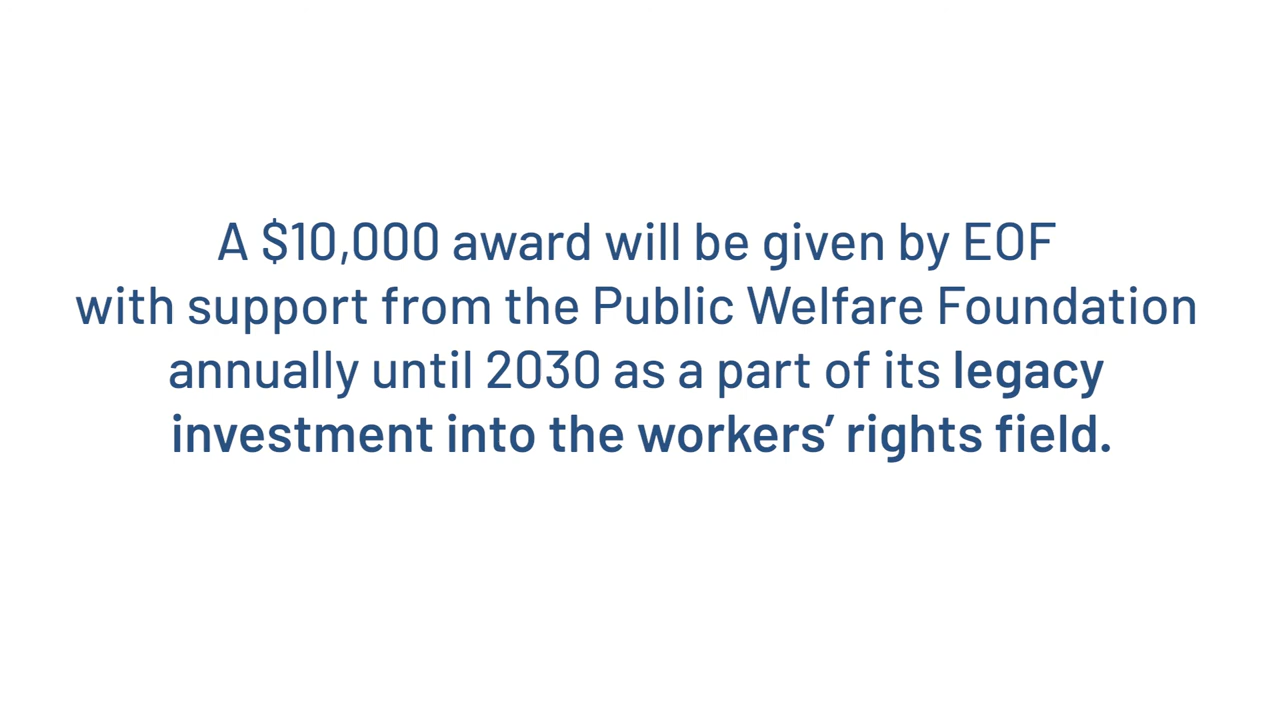 A $10,000 award will be given by EOF
with support from the Public Welfare Foundation
annually until 2030 as a part of its legacy
investment into the workers’ rights field.